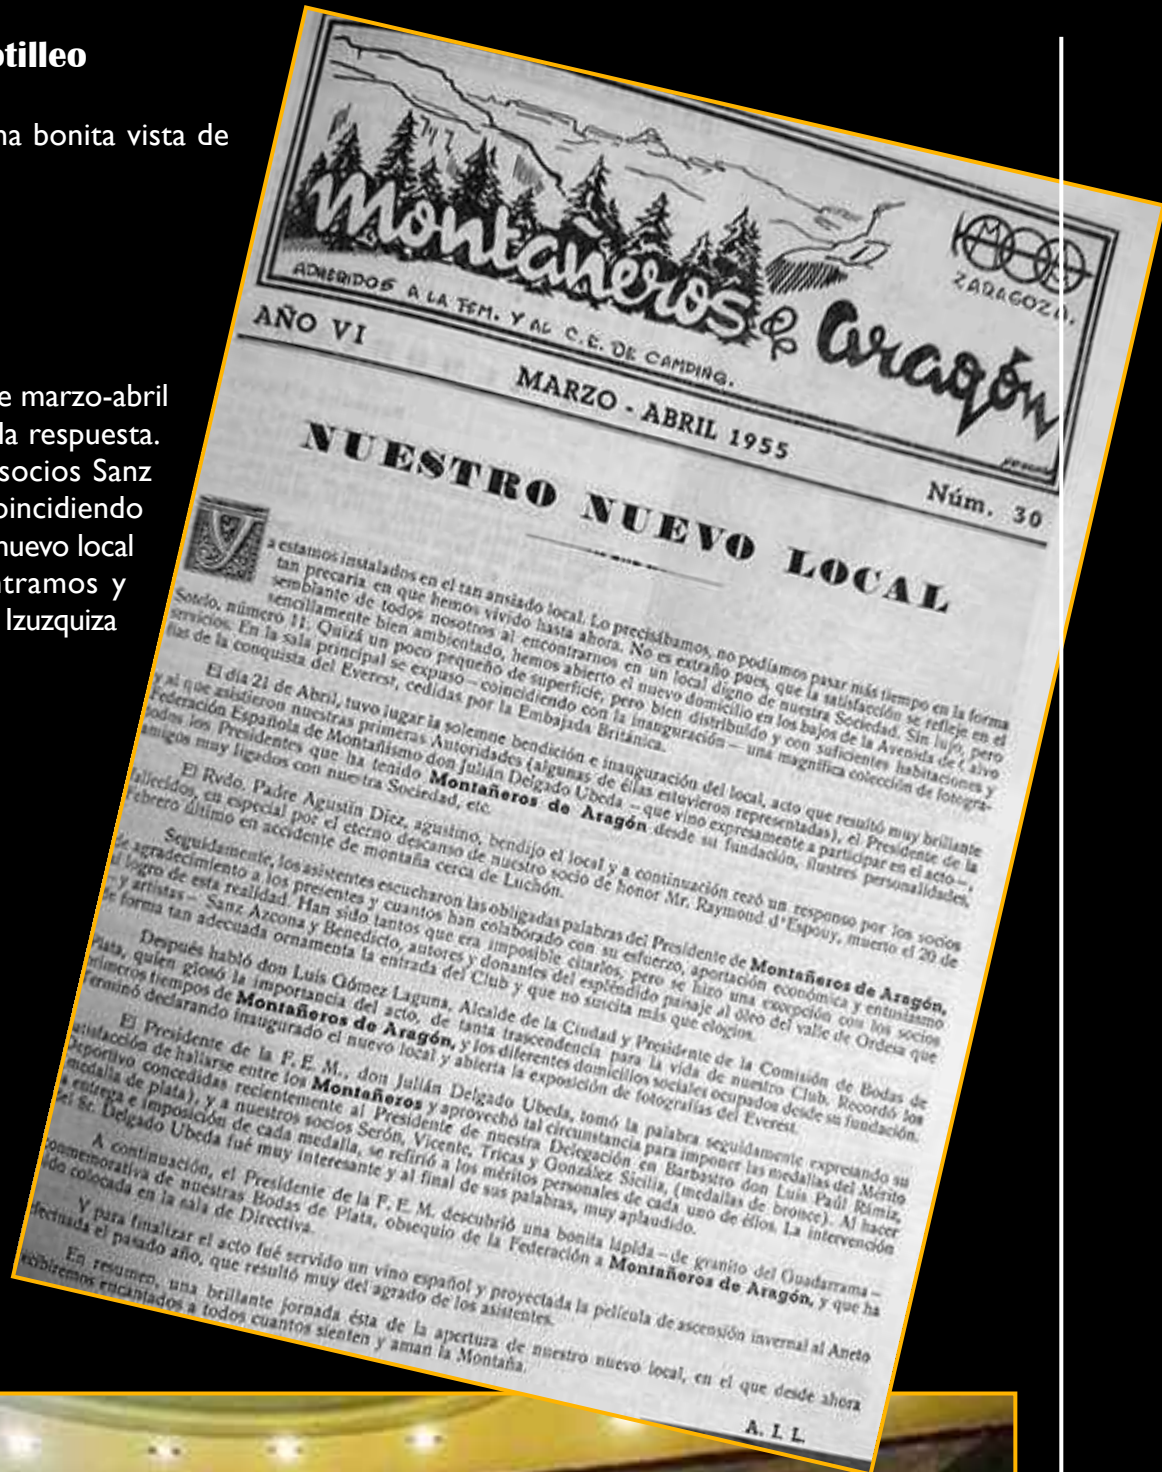 otilleo
na bonita vista de
e marzo-abril
la respuesta.
socios Sanz
oincidiendo
nuevo local
ntramos y
Izuzquiza
Montañeros de Aragón
ZARAGOZA.
ADHERIDOS A LA FEM. Y AL C.E. DE CAMPING.
AÑO VI
MARZO - ABRIL 1955
Núm. 30
NUESTRO NUEVO LOCAL
Ya estamos instalados en el tan ansiado local. Lo precisábamos, no podíamos pasar más tiempo en la forma
tan precaria en que hemos vivido hasta ahora. No es extraño pues, que la satisfacción se refleje en el
semblante de todos nosotros al encontrarnos en un local digno de nuestra Sociedad. Sin lujo, pero
sencillamente bien ambientado, hemos abierto el nuevo domicilio en los bajos de la Avenida de Calvo
Sotelo, número 11. Quizá un poco pequeño de superficie, pero bien distribuído y con suficientes habitaciones y
servicios. En la sala principal se expuso — coincidiendo con la inauguración — una magnífica colección de fotogra-
fías de la conquista del Everest, cedidas por la Embajada Británica.
El día 21 de Abril, tuvo lugar la solemne bendición e inauguración del local, acto que resultó muy brillante
y al que asistieron nuestras primeras Autoridades (algunas de éllas estuvieron representadas), el Presidente de la
Federación Española de Montañismo don Julián Delgado Ubeda — que vino expresamente a participar en el acto —,
todos los Presidentes que ha tenido Montañeros de Aragón desde su fundación, ilustres personalidades,
amigos muy ligados con nuestra Sociedad, etc.
El Rvdo. Padre Agustín Díez, agustino, bendijo el local y a continuación rezó un responso por los socios
fallecidos, en especial por el eterno descanso de nuestro socio de honor Mr. Raymond d'Espouy, muerto el 20 de
Febrero último en accidente de montaña cerca de Luchón.
Seguidamente, los asistentes escucharon las obligadas palabras del Presidente de Montañeros de Aragón,
de agradecimiento a los presentes y cuantos han colaborado con su esfuerzo, aportación económica y entusiasmo
al logro de esta realidad. Han sido tantos que era imposible citarlos, pero se hizo una excepción con los socios
— y artistas — Sanz Azcona y Benedicto, autores y donantes del espléndido paisaje al óleo del valle de Ordesa que
de forma tan adecuada ornamenta la entrada del Club y que no suscita más que elogios.
Después habló don Luis Gómez Laguna, Alcalde de la Ciudad y Presidente de la Comisión de Bodas de
Plata, quien glosó la importancia del acto, de tanta trascendencia para la vida de nuestro Club. Recordó los
primeros tiempos de Montañeros de Aragón, y los diferentes domicilios sociales ocupados desde su fundación.
Terminó declarando inaugurado el nuevo local y abierta la exposición de fotografías del Everest.
El Presidente de la F. E. M., don Julián Delgado Ubeda, tomó la palabra seguidamente expresando su
satisfacción de hallarse entre los Montañeros y aprovechó tal circunstancia para imponer las medallas del Mérito
Deportivo concedidas recientemente al Presidente de nuestra Delegación en Barbastro don Luis Paúl Rámiz,
(medalla de plata), y a nuestros socios Serón, Vicente, Tricas y González Sicilia, (medallas de bronce). Al hacer
la entrega e imposición de cada medalla, se refirió a los méritos personales de cada uno de éllos. La intervención
del Sr. Delgado Ubeda fué muy interesante y al final de sus palabras, muy aplaudido.
A continuación, el Presidente de la F. E. M. descubrió una bonita lápida — de granito del Guadarrama —
conmemorativa de nuestras Bodas de Plata, obsequio de la Federación a Montañeros de Aragón, y que ha
sido colocada en la sala de Directiva.
Y para finalizar el acto fué servido un vino español y proyectada la película de ascensión invernal al Aneto
efectuada el pasado año, que resultó muy del agrado de los asistentes.
En resumen, una brillante jornada ésta de la apertura de nuestro nuevo local, en el que desde ahora
recibiremos encantados a todos cuantos sienten y aman la Montaña.
A. I. L.